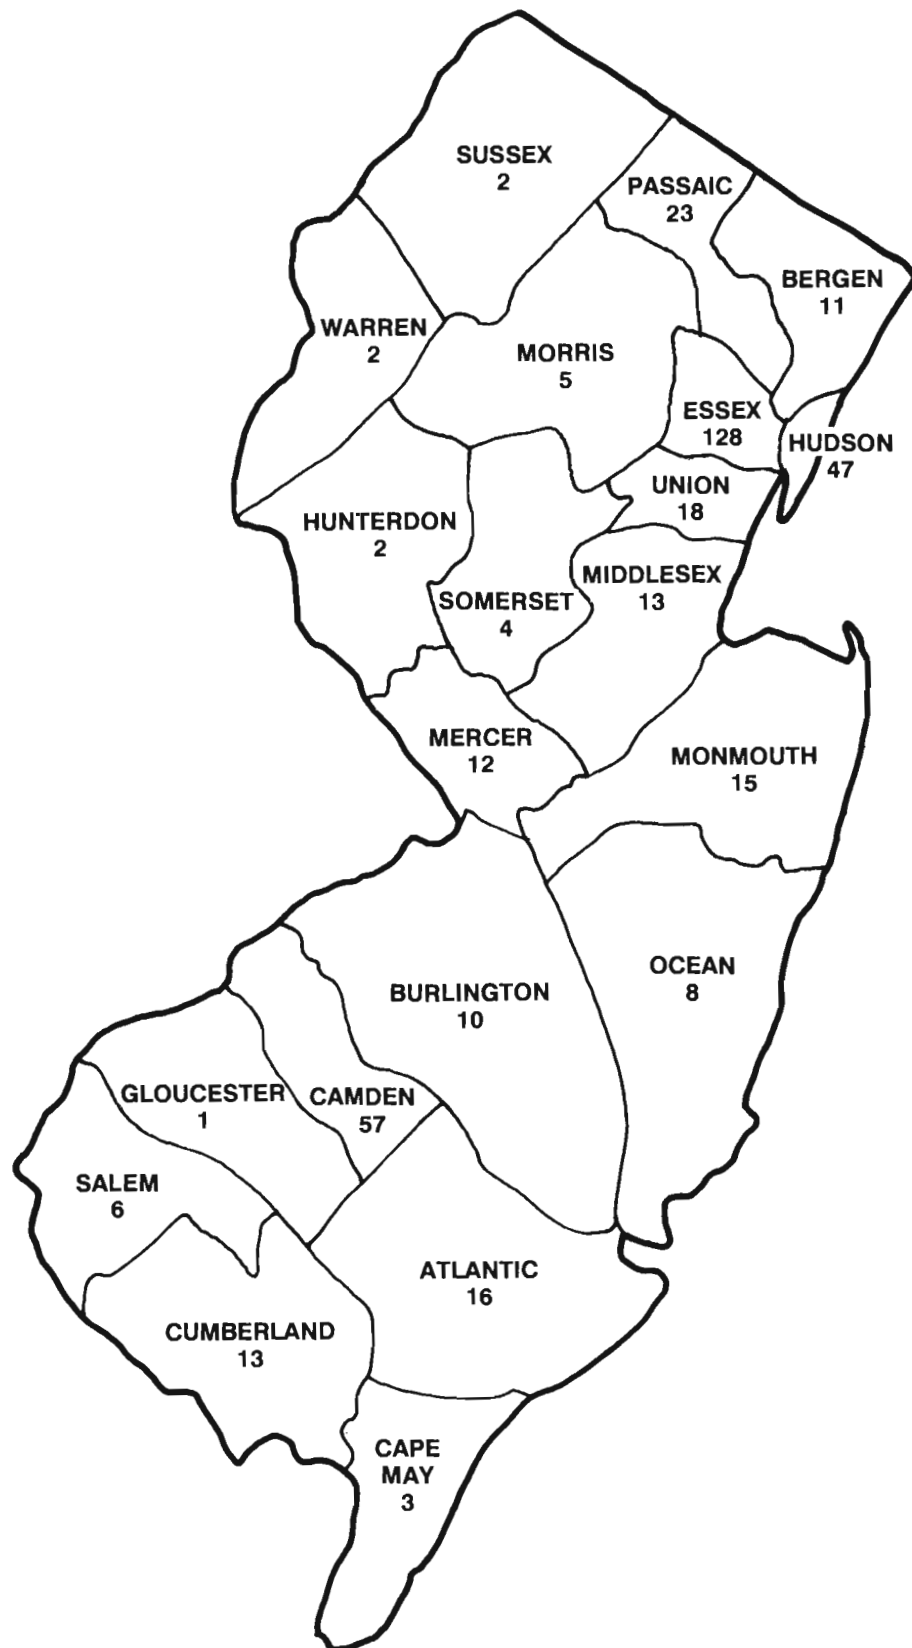 SUSSEX
2
PASSAIC
23
BERGEN
11
WARREN
2
MORRIS
5
ESSEX
128
HUDSON
47
UNION
18
HUNTERDON
2
MIDDLESEX
13
SOMERSET
4
MERCER
12
MONMOUTH
15
OCEAN
8
BURLINGTON
10
GLOUCESTER
1
CAMDEN
57
SALEM
6
ATLANTIC
16
CUMBERLAND
13
CAPE
MAY
3